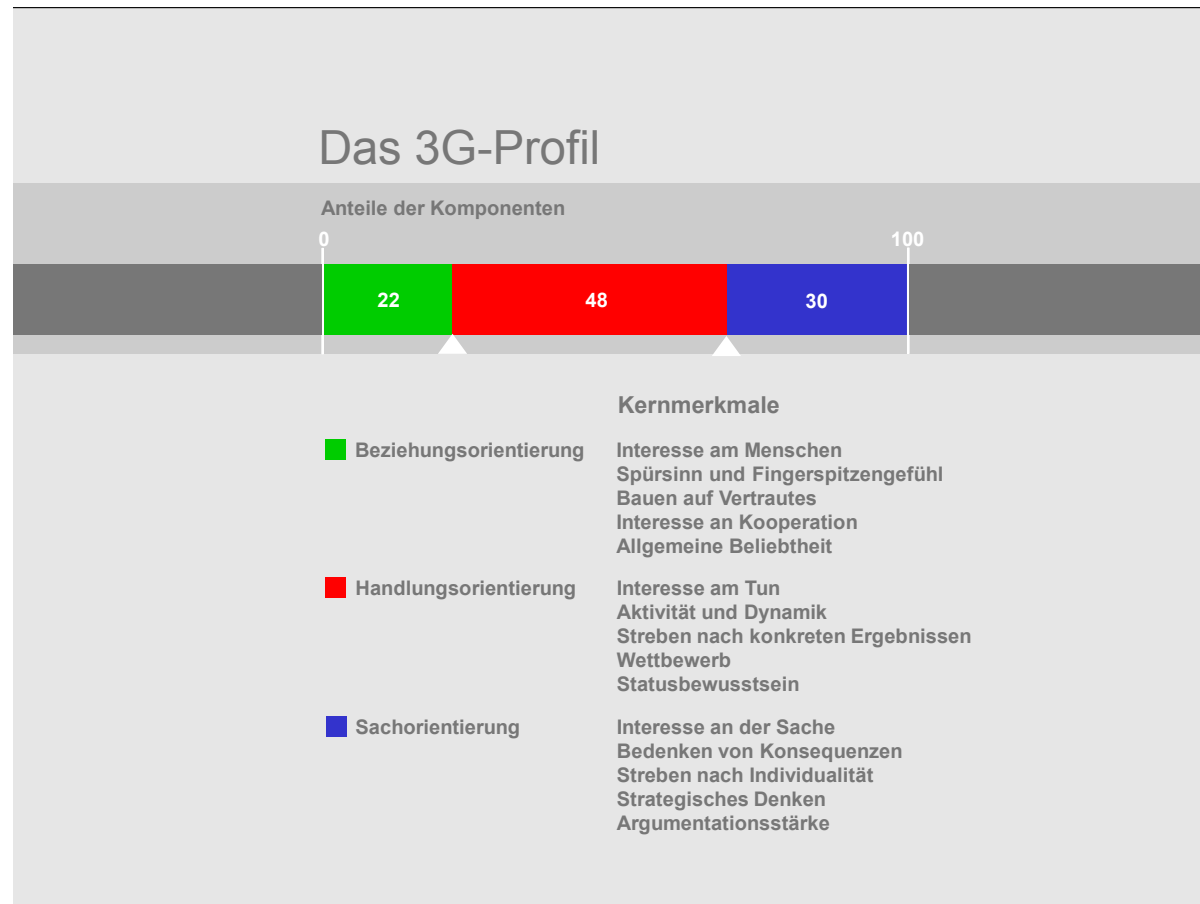 Das 3G-Profil
Anteile der Komponenten
0 100
22 48 30
Kernmerkmale
Beziehungsorientierung Interesse am Menschen
Spürsinn und Fingerspitzengefühl
Bauen auf Vertrautes
Interesse an Kooperation
Allgemeine Beliebtheit
Handlungsorientierung Interesse am Tun
Aktivität und Dynamik
Streben nach konkreten Ergebnissen
Wettbewerb
Statusbewusstsein
Sachorientierung Interesse an der Sache
Bedenken von Konsequenzen
Streben nach Individualität
Strategisches Denken
Argumentationsstärke